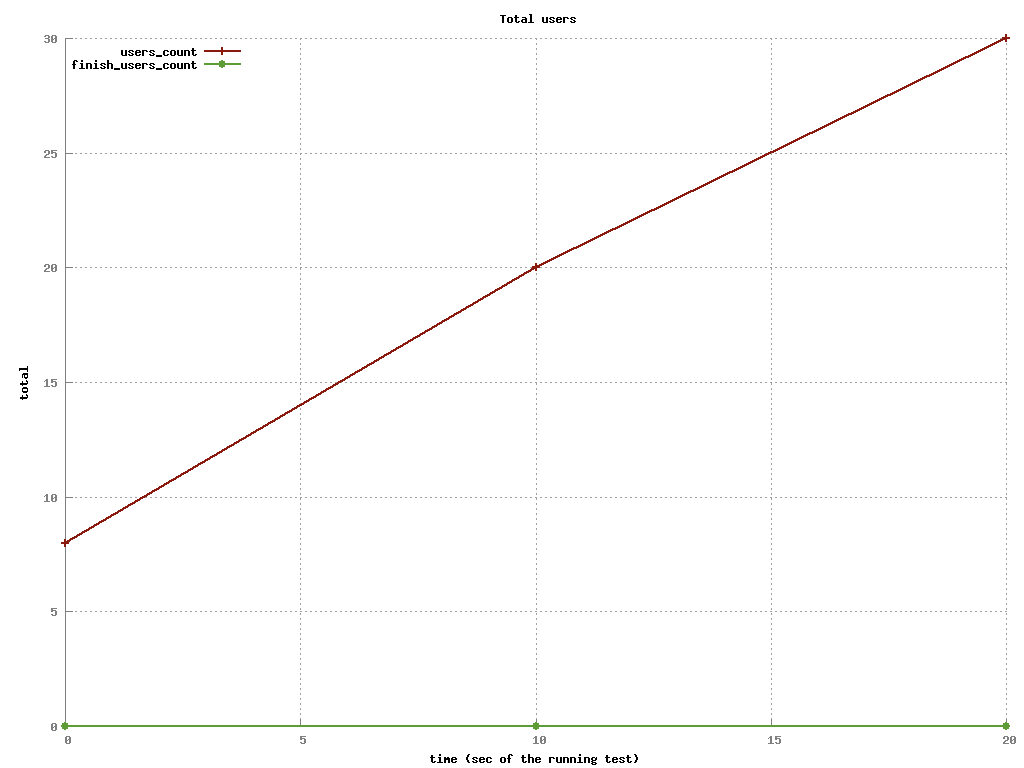 Total users
users_count
finish_users_count
30
25
20
15
10
5
0
total
0 5 10 15 20
time (sec of the running test)